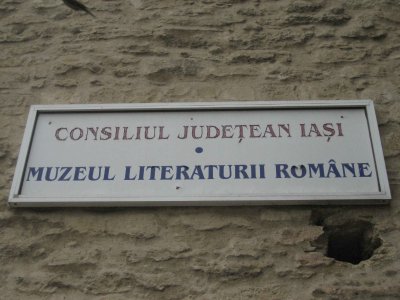 CONSILIUL JUDEȚEAN IAȘI
•
MUZEUL LITERATURII ROMÂNE